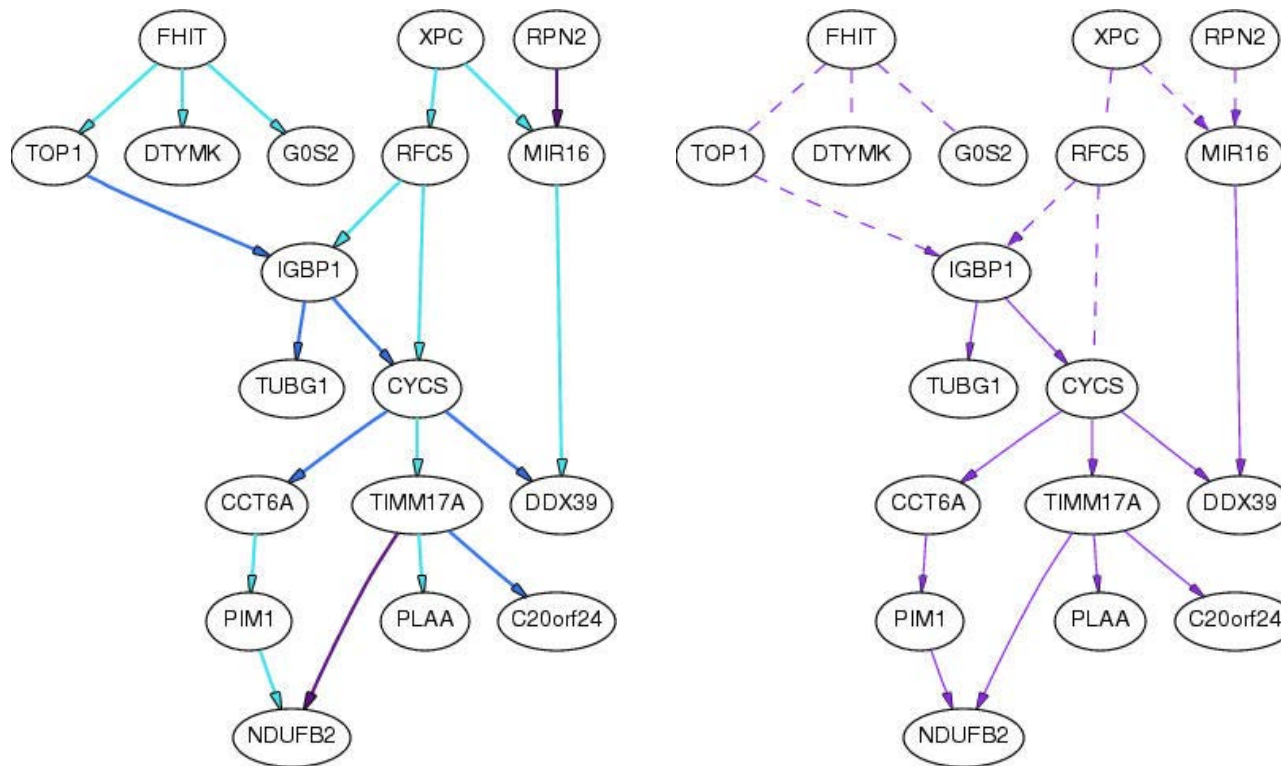 FHIT XPC RPN2
TOP1 DTYMK G0S2 RFC5 MIR16
IGBP1
TUBG1 CYCS
CCT6A TIMM17A DDX39
PIM1 PLAA C20orf24
NDUFB2
FHIT XPC RPN2
TOP1 DTYMK G0S2 RFC5 MIR16
IGBP1
TUBG1 CYCS
CCT6A TIMM17A DDX39
PIM1 PLAA C20orf24
NDUFB2